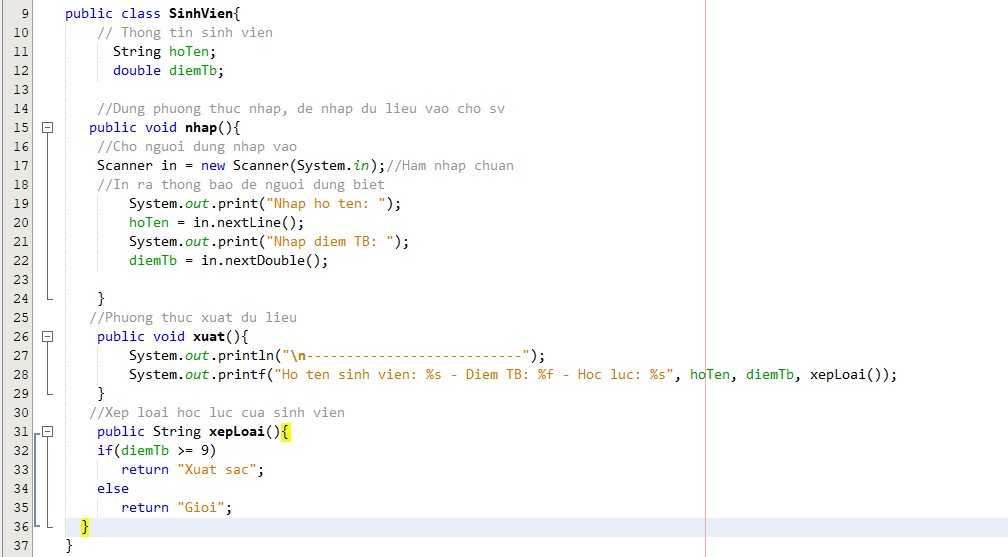 9 public class SinhVien{
10 // Thong tin sinh vien
11 String hoTen;
12 double diemTb;
13
14 //Dung phuong thuc nhap, de nhap du lieu vao cho sv
15 public void nhap(){
16 //Cho nguoi dung nhap vao
17 Scanner in = new Scanner(System.in);//Ham nhap chuan
18 //In ra thong bao de nguoi dung biet
19 System.out.print("Nhap ho ten: ");
20 hoTen = in.nextLine();
21 System.out.print("Nhap diem TB: ");
22 diemTb = in.nextDouble();
23
24 }
25 //Phuong thuc xuat du lieu
26 public void xuat(){
27 System.out.println("\n---------------------------");
28 System.out.printf("Ho ten sinh vien: %s - Diem TB: %f - Hoc luc: %s", hoTen, diemTb, xepLoai());
29 }
30 //Xep loai hoc luc cua sinh vien
31 public String xepLoai(){
32 if(diemTb >= 9)
33 return "Xuat sac";
34 else
35 return "Gioi";
36 }
37 }